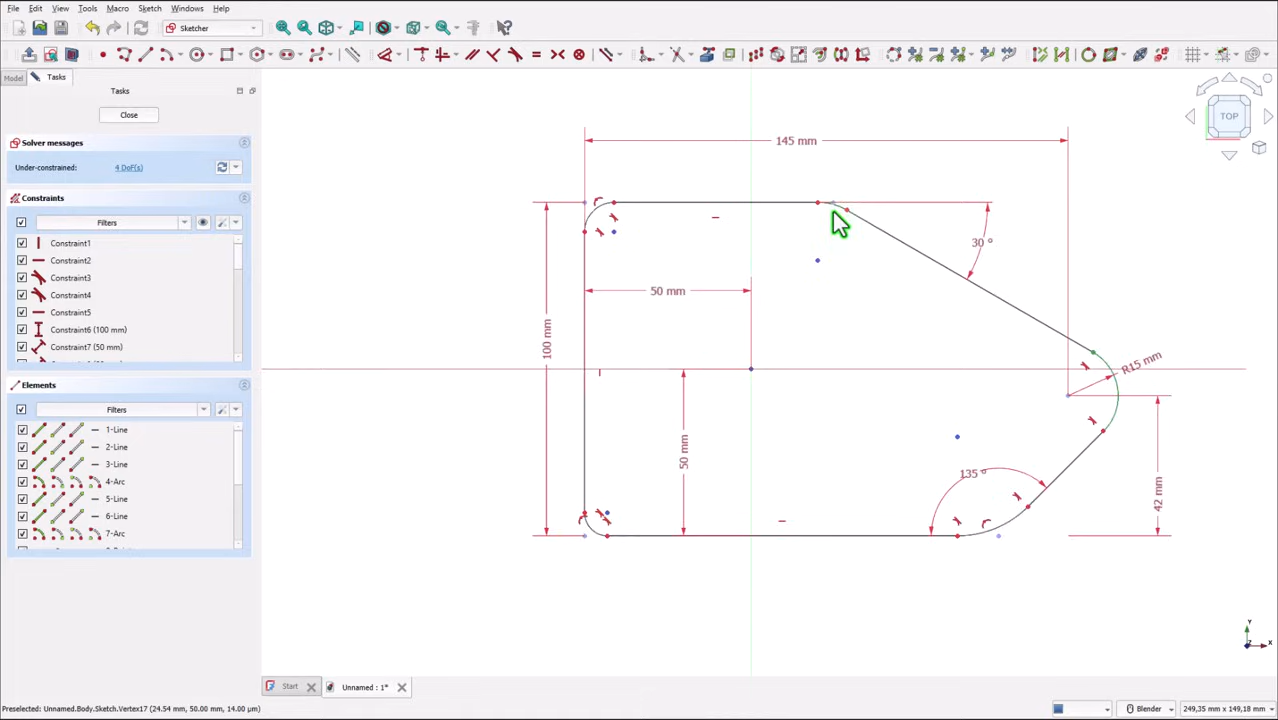 File Edit View Tools Macro Sketch Windows Help
Sketcher
Model Tasks
Tasks
Close
Solver messages
Under-constrained: 4 DoF(s)
Constraints
Filters
Constraint1
Constraint2
Constraint3
Constraint4
Constraint5
Constraint6 (100 mm)
Constraint7 (50 mm)
Elements
Filters
1-Line
2-Line
3-Line
4-Arc
5-Line
6-Line
7-Arc
TOP
145 mm
30 °
50 mm
100 mm
R15 mm
50 mm
135 °
42 mm
Y
Z
X
Start Unnamed : 1*
Preselected: Unnamed.Body.Sketch.Vertex17 (24.54 mm, 50.00 mm, 14.00 µm)
Blender 249,35 mm x 149,18 mm